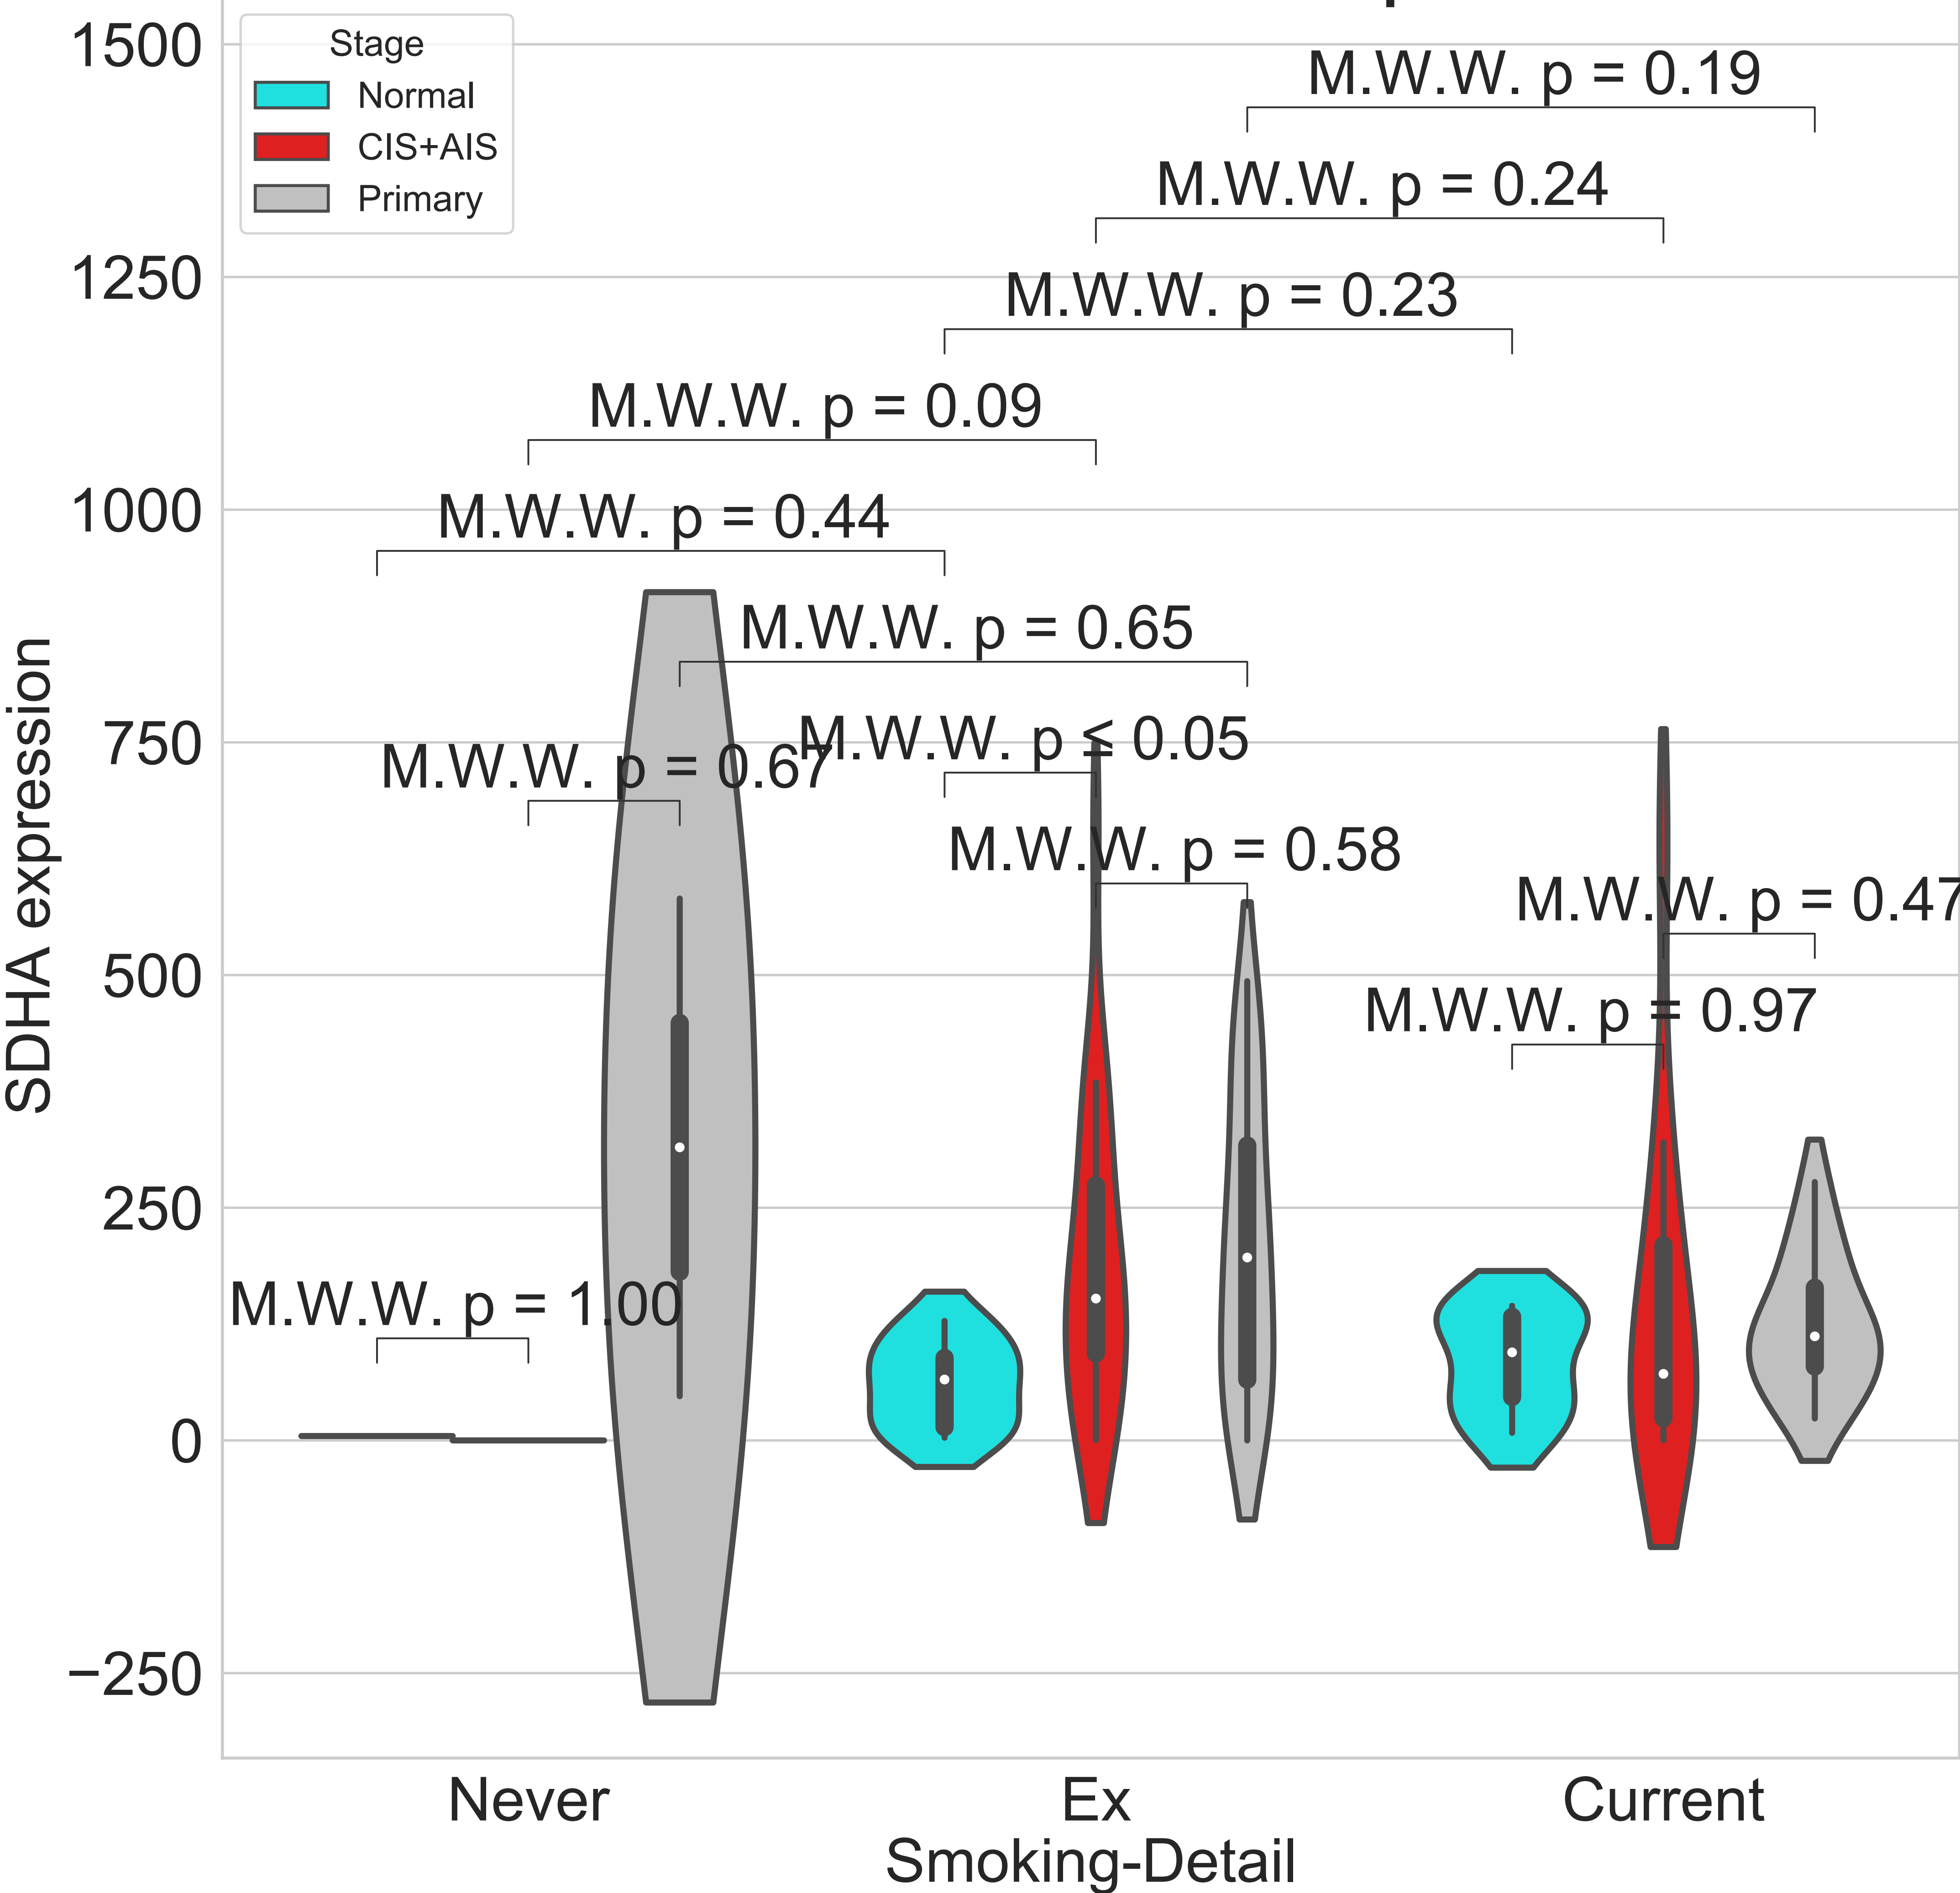 1500
1250
1000
750
500
250
0
−250
SDHA expression
Stage
Normal
CIS+AIS
Primary
M.W.W. p = 0.19
M.W.W. p = 0.24
M.W.W. p = 0.23
M.W.W. p = 0.09
M.W.W. p = 0.44
M.W.W. p = 0.65
M.W.W. p ≤ 0.05
M.W.W. p = 0.67
M.W.W. p = 0.58
M.W.W. p = 0.47
M.W.W. p = 0.97
M.W.W. p = 1.00
Never
Ex
Current
Smoking-Detail